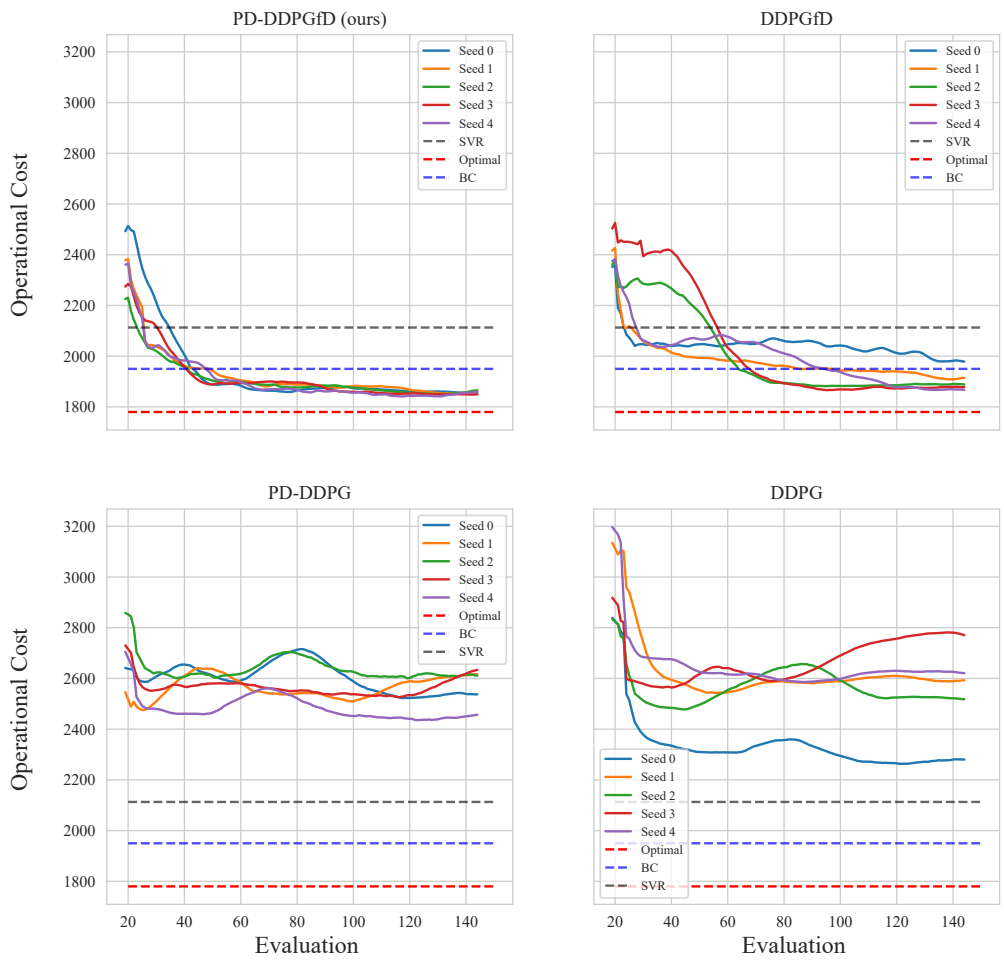 PD-DDPGfD (ours)
Operational Cost
3200
3000
2800
2600
2400
2200
2000
1800
Seed 0
Seed 1
Seed 2
Seed 3
Seed 4
SVR
Optimal
BC
DDPGfD
Seed 0
Seed 1
Seed 2
Seed 3
Seed 4
SVR
Optimal
BC
PD-DDPG
Operational Cost
3200
3000
2800
2600
2400
2200
2000
1800
Seed 0
Seed 1
Seed 2
Seed 3
Seed 4
Optimal
BC
SVR
20 40 60 80 100 120 140
Evaluation
DDPG
Seed 0
Seed 1
Seed 2
Seed 3
Seed 4
Optimal
BC
SVR
20 40 60 80 100 120 140
Evaluation